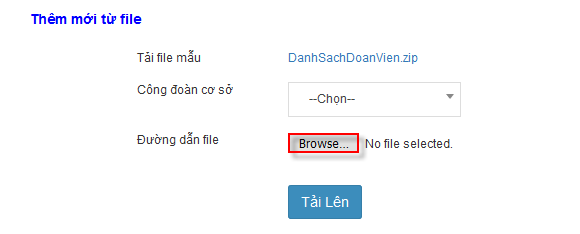 Thêm mới từ file
Tải file mẫu DanhSachDoanVien.zip
Công đoàn cơ sở --Chọn--
Đường dẫn file Browse... No file selected.
Tải Lên